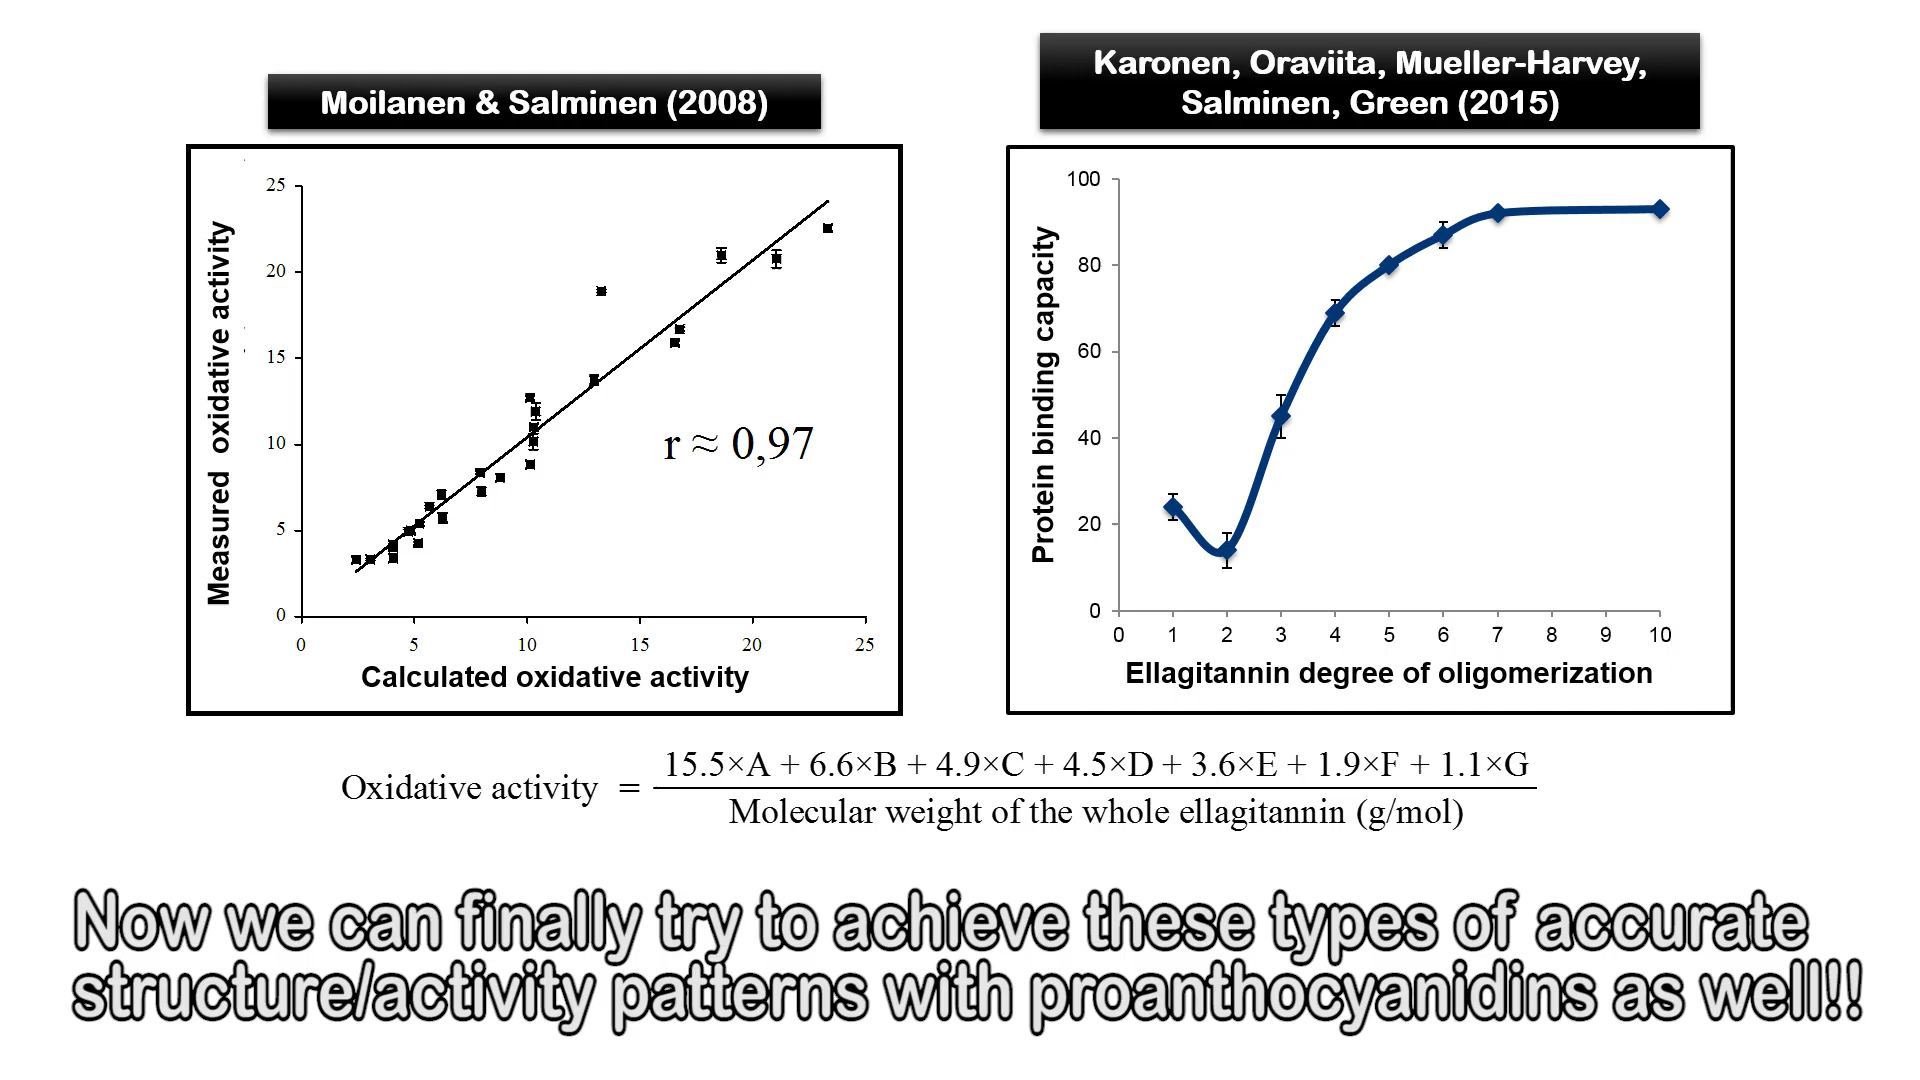 Moilanen & Salminen (2008)
Karonen, Oraviita, Mueller-Harvey,
Salminen, Green (2015)
25
20
15
10
5
0
0 5 10 15 20 25
Measured oxidative activity
r ≈ 0,97
Calculated oxidative activity
100
80
60
40
20
0
0 1 2 3 4 5 6 7 8 9 10
Protein binding capacity
Ellagitannin degree of oligomerization
15.5×A + 6.6×B + 4.9×C + 4.5×D + 3.6×E + 1.9×F + 1.1×G
Oxidative activity =
Molecular weight of the whole ellagitannin (g/mol)
Now we can finally try to achieve these types of accurate
structure/activity patterns with proanthocyanidins as well!!